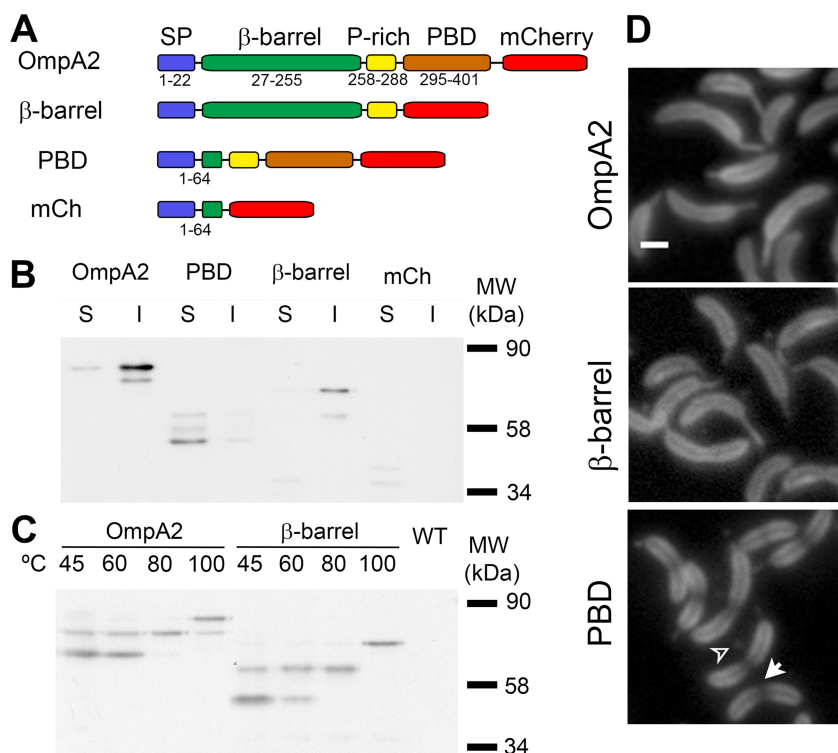 A
SP β-barrel P-rich PBD mCherry
OmpA2
1-22 27-255 258-288 295-401
β-barrel
PBD
1-64
mCh
1-64
B
OmpA2 PBD β-barrel mCh
S I S I S I S I
MW
(kDa)
90
58
34
C
OmpA2 β-barrel WT
ºC 45 60 80 100 45 60 80 100
MW
(kDa)
90
58
34
D
OmpA2
β-barrel
PBD